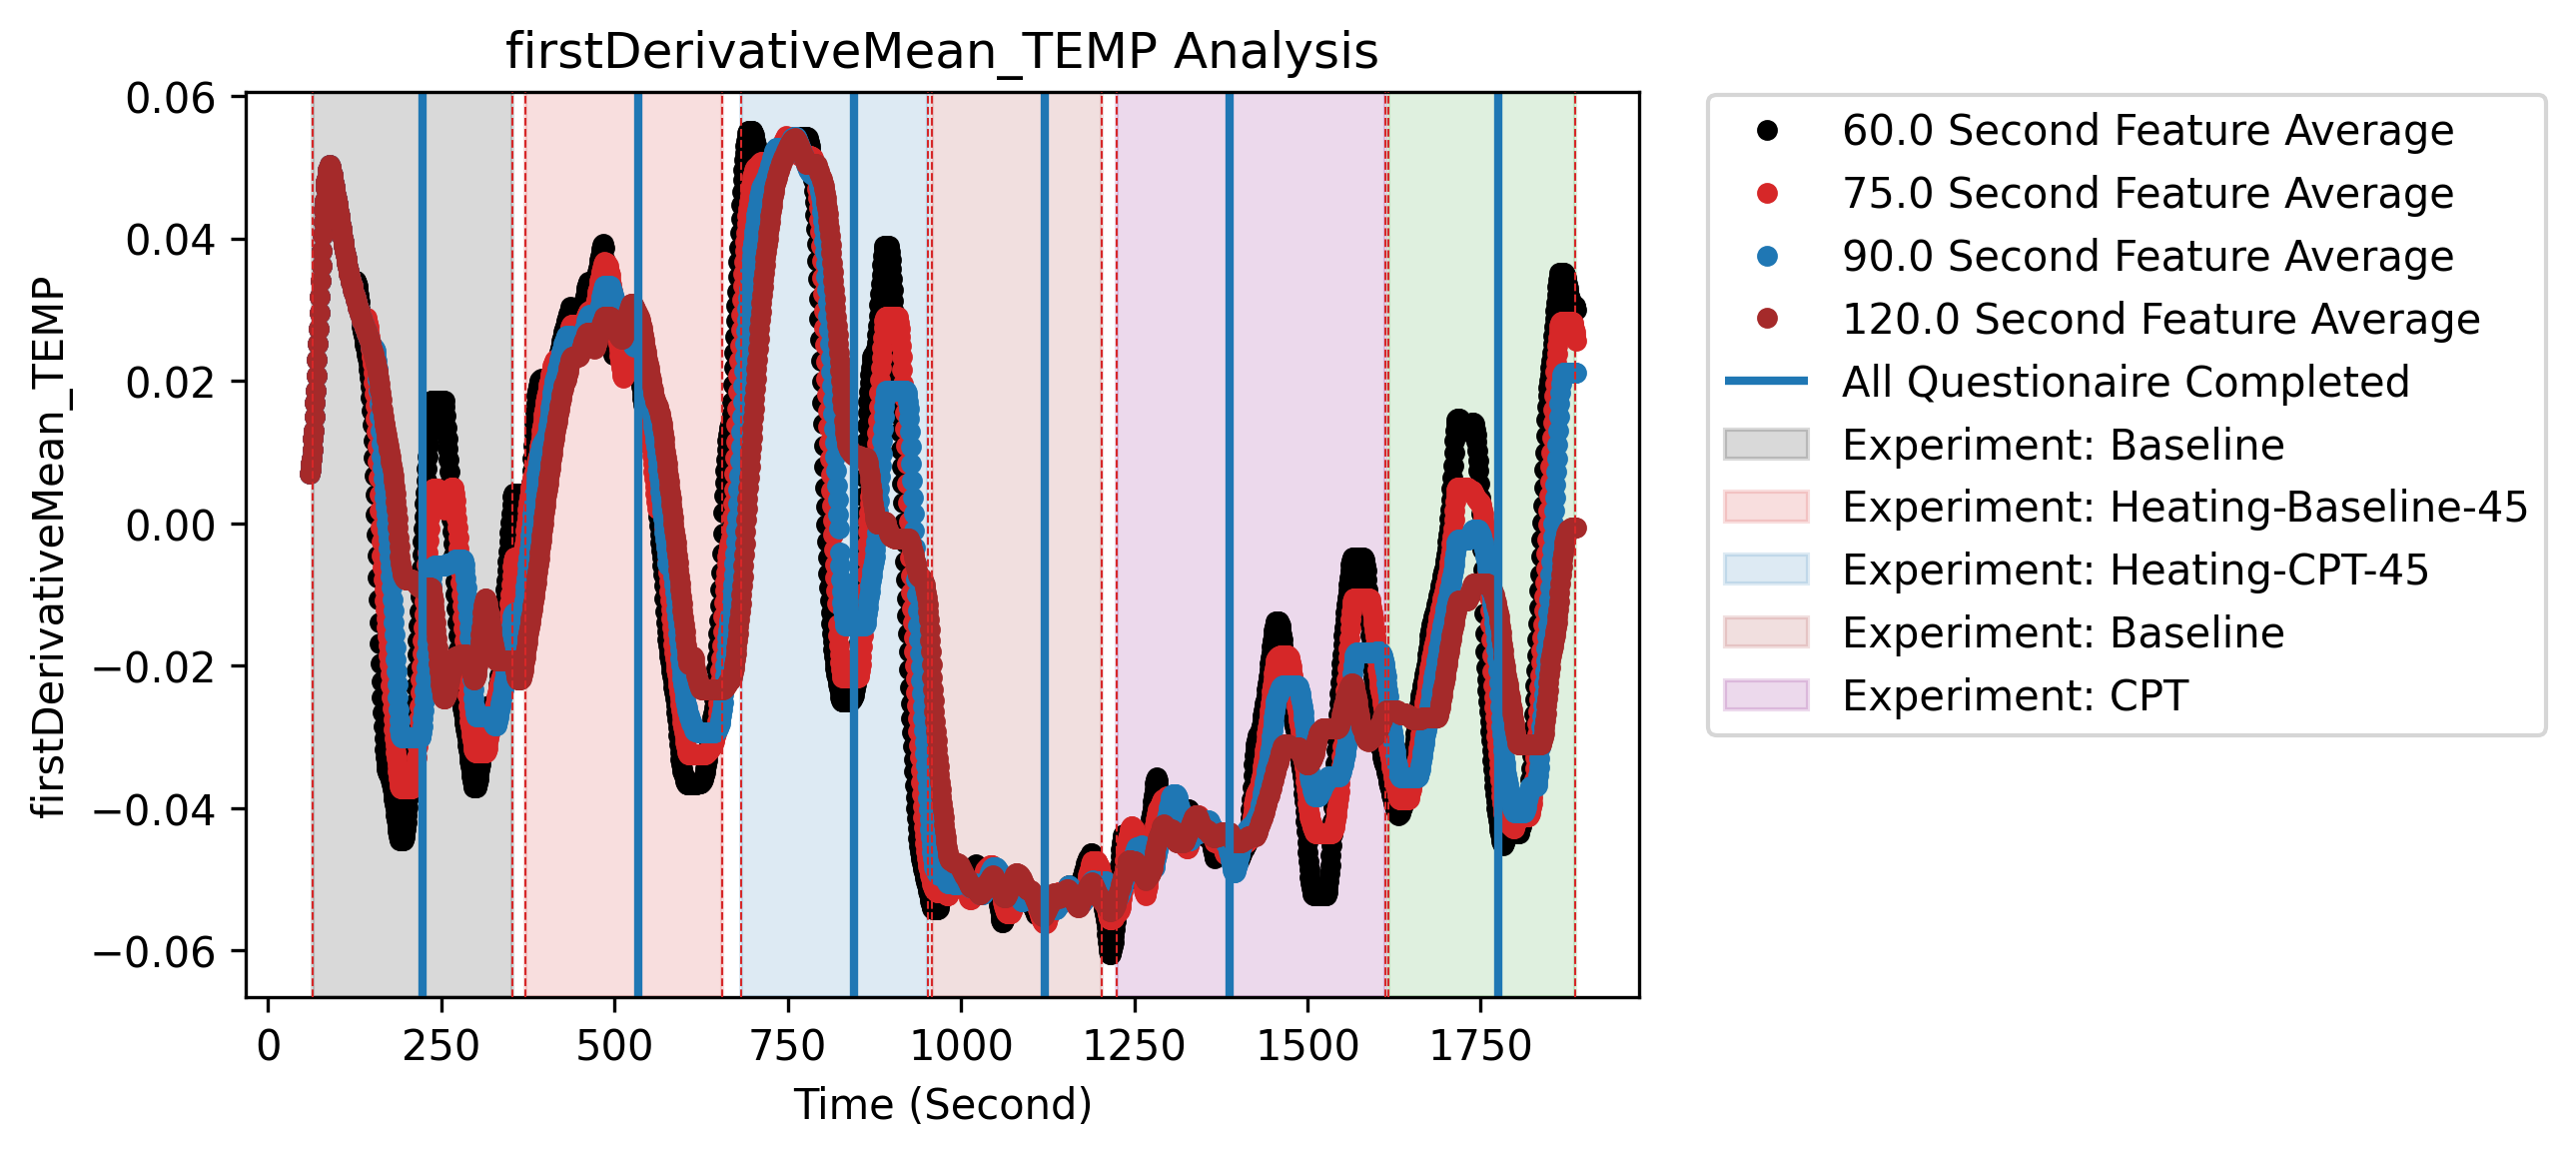 firstDerivativeMean_TEMP Analysis
firstDerivativeMean_TEMP
0.06
0.04
0.02
0.00
−0.02
−0.04
−0.06
0 250 500 750 1000 1250 1500 1750
Time (Second)
60.0 Second Feature Average
75.0 Second Feature Average
90.0 Second Feature Average
120.0 Second Feature Average
All Questionaire Completed
Experiment: Baseline
Experiment: Heating-Baseline-45
Experiment: Heating-CPT-45
Experiment: Baseline
Experiment: CPT